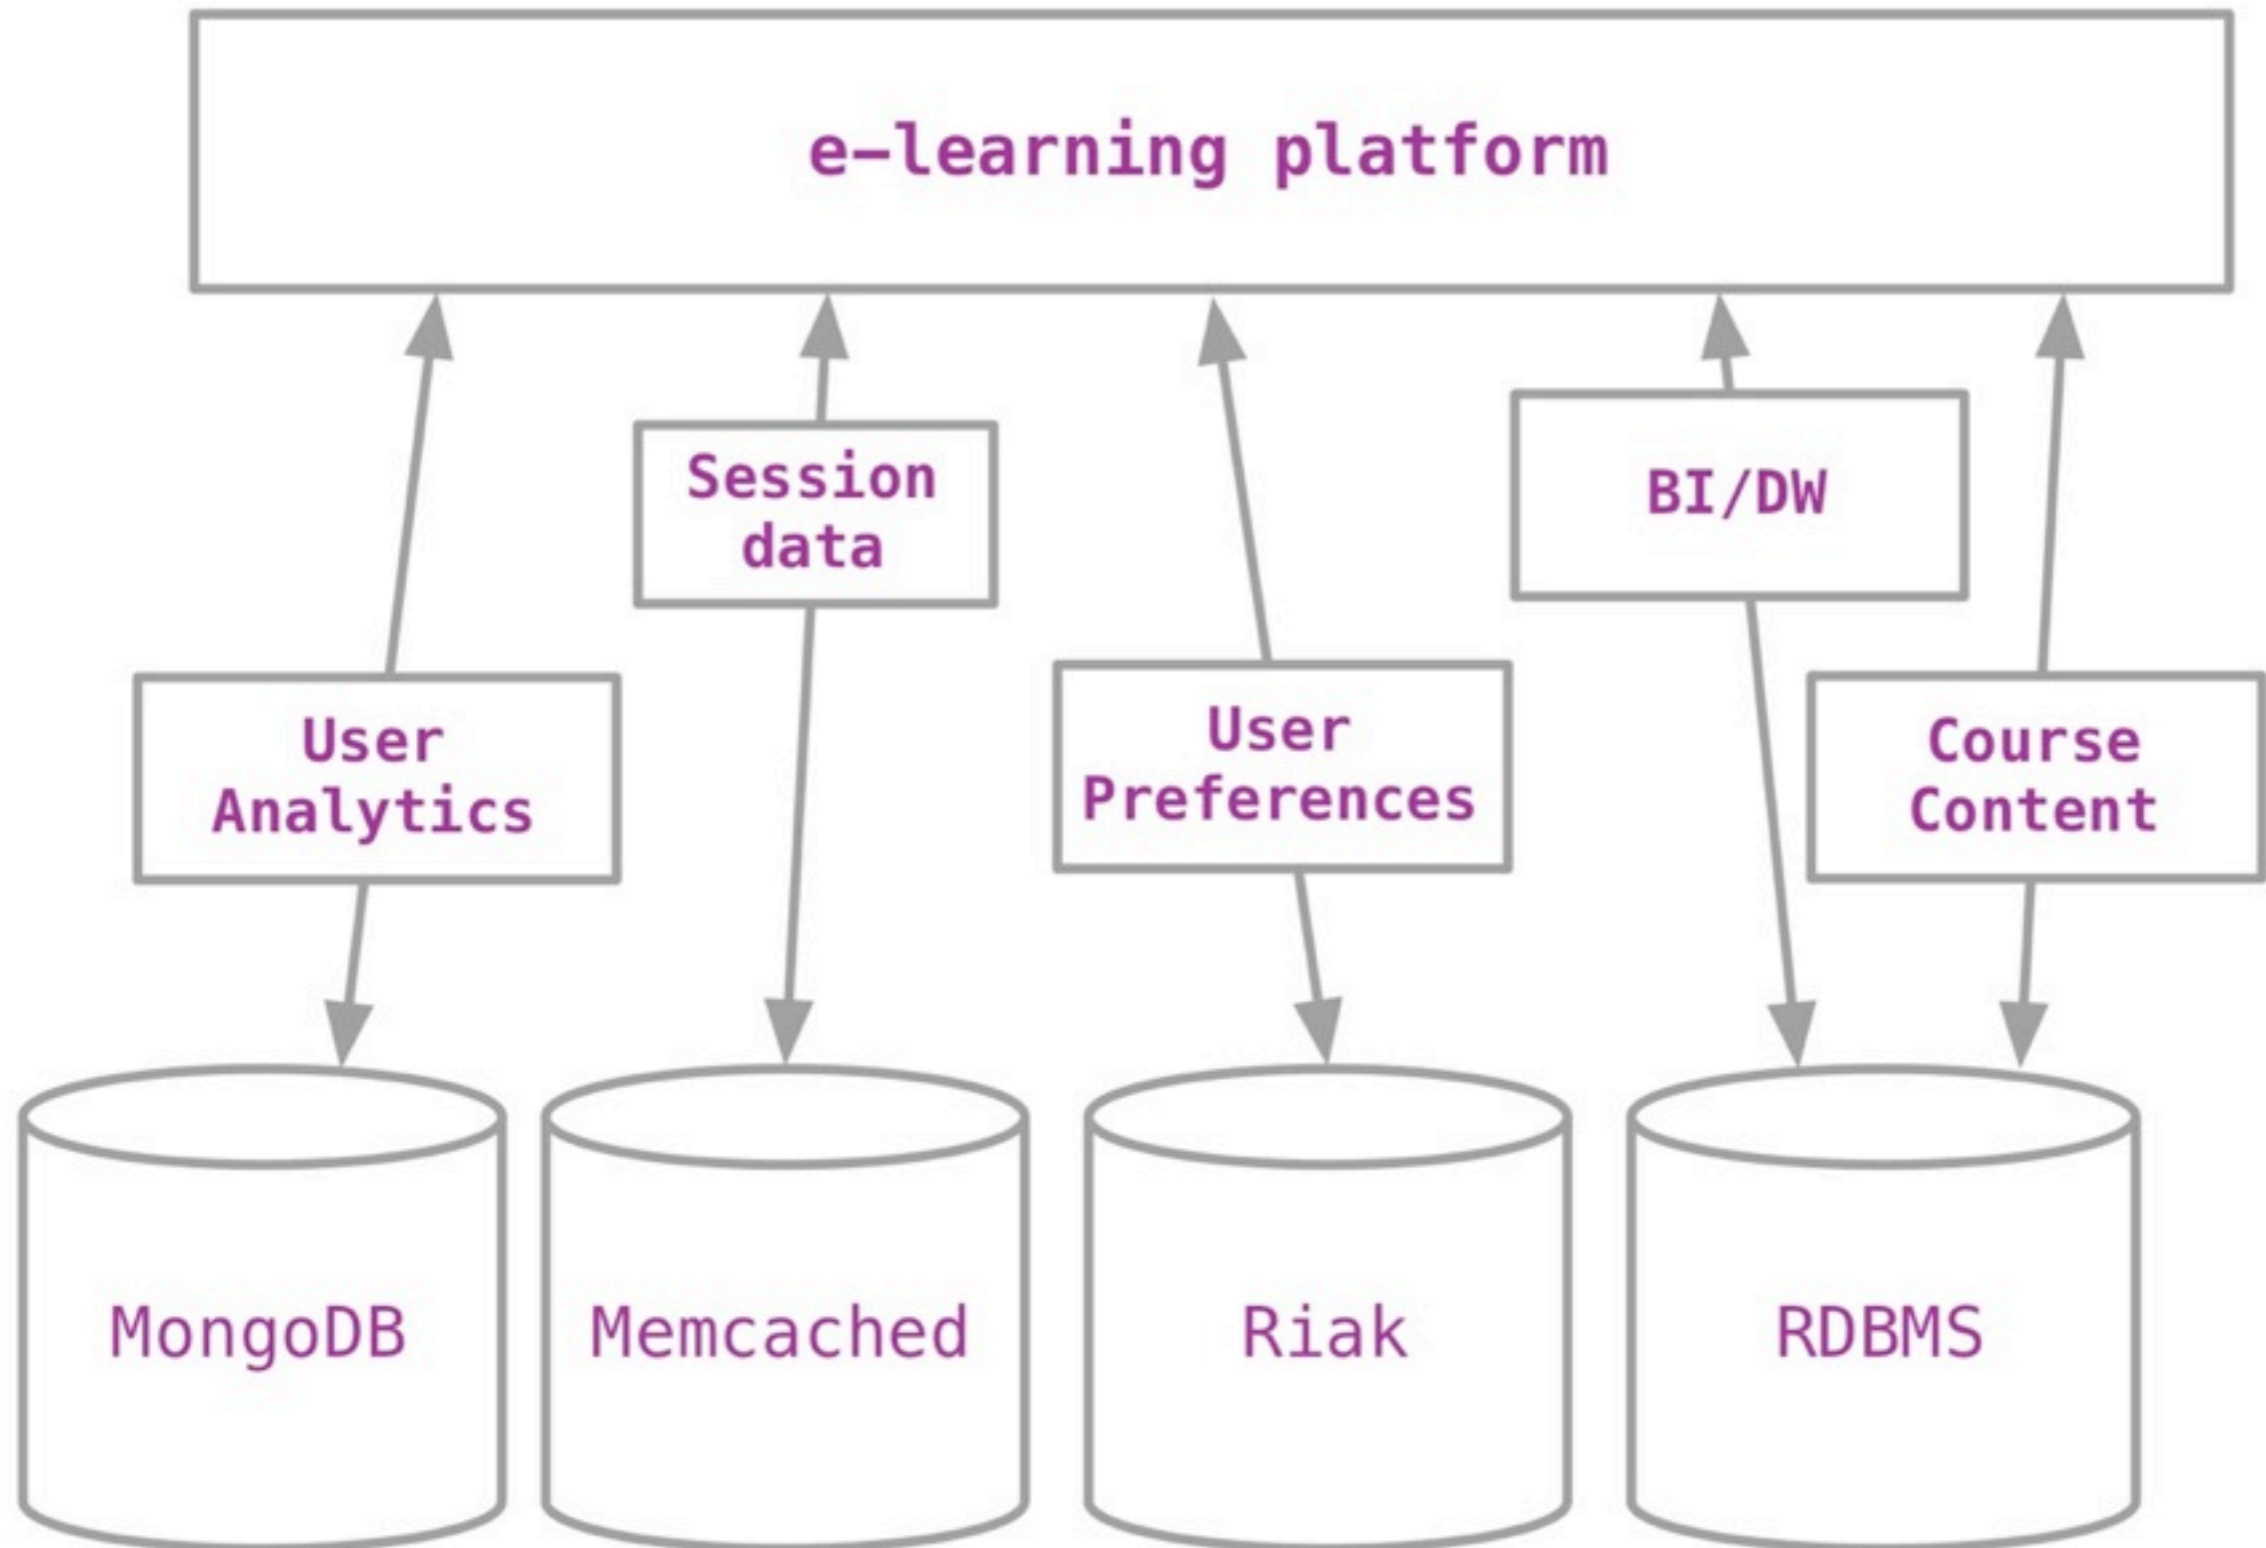 e-learning platform
Session
data
BI/DW
User
Analytics
User
Preferences
Course
Content
MongoDB
Memcached
Riak
RDBMS